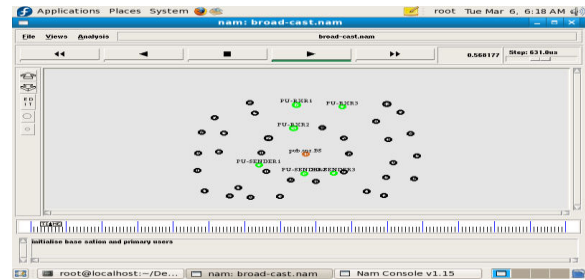 Applications Places System root Tue Mar 6, 6:18 AM
nam: broad-cast.nam
File Views Analysis broad-cast.nam
0.568177 Step: 631.0us
PU-RXR1 PU-RXR3
PU-RXR2
PU-SENDER1
initialise base sation and primary users
root@localhost:~/De... nam: broad-cast.nam Nam Console v1.15